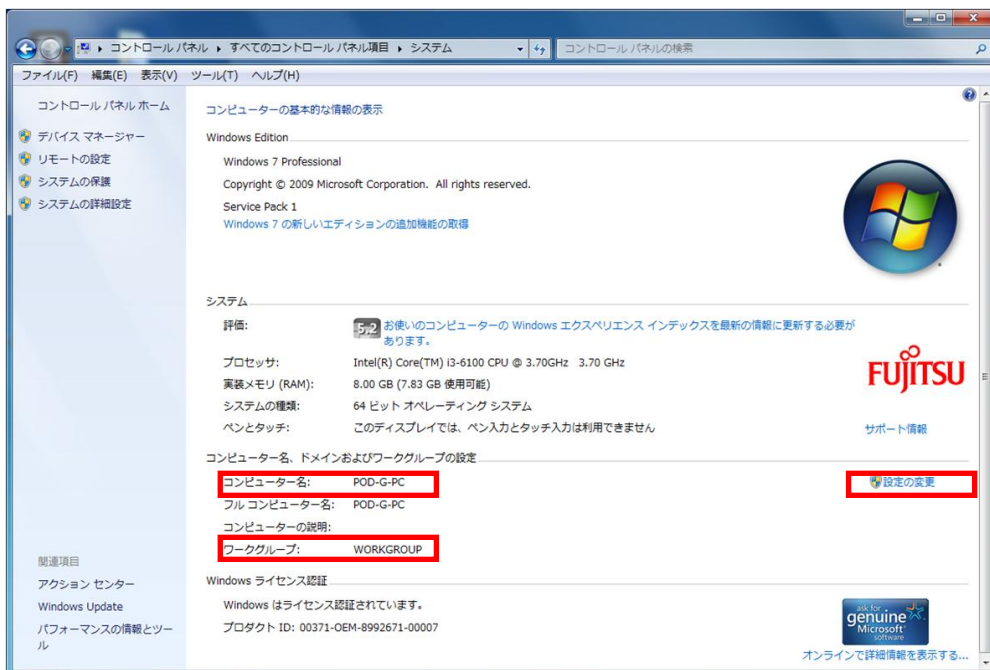 コントロール パネル ▸ すべてのコントロール パネル項目 ▸ システム
コントロール パネルの検索
ファイル(F) 編集(E) 表示(V) ツール(T) ヘルプ(H)
コントロール パネル ホーム
デバイス マネージャー
リモートの設定
システムの保護
システムの詳細設定
関連項目
アクション センター
Windows Update
パフォーマンスの情報とツー
ル
コンピューターの基本的な情報の表示
Windows Edition
Windows 7 Professional
Copyright © 2009 Microsoft Corporation. All rights reserved.
Service Pack 1
Windows 7 の新しいエディションの追加機能の取得
システム
評価: 5.2 お使いのコンピューターの Windows エクスペリエンス インデックスを最新の情報に更新する必要が
あります。
プロセッサ: Intel(R) Core(TM) i3-6100 CPU @ 3.70GHz 3.70 GHz
実装メモリ (RAM): 8.00 GB (7.83 GB 使用可能)
システムの種類: 64 ビット オペレーティング システム
ペンとタッチ: このディスプレイでは、ペン入力とタッチ入力は利用できません
FUJITSU
サポート情報
コンピューター名、ドメインおよびワークグループの設定
コンピューター名: POD-G-PC
設定の変更
フル コンピューター名: POD-G-PC
コンピューターの説明:
ワークグループ: WORKGROUP
Windows ライセンス認証
Windows はライセンス認証されています。
プロダクト ID: 00371-OEM-8992671-00007
ask for
genuine
Microsoft
software
オンラインで詳細情報を表示する...